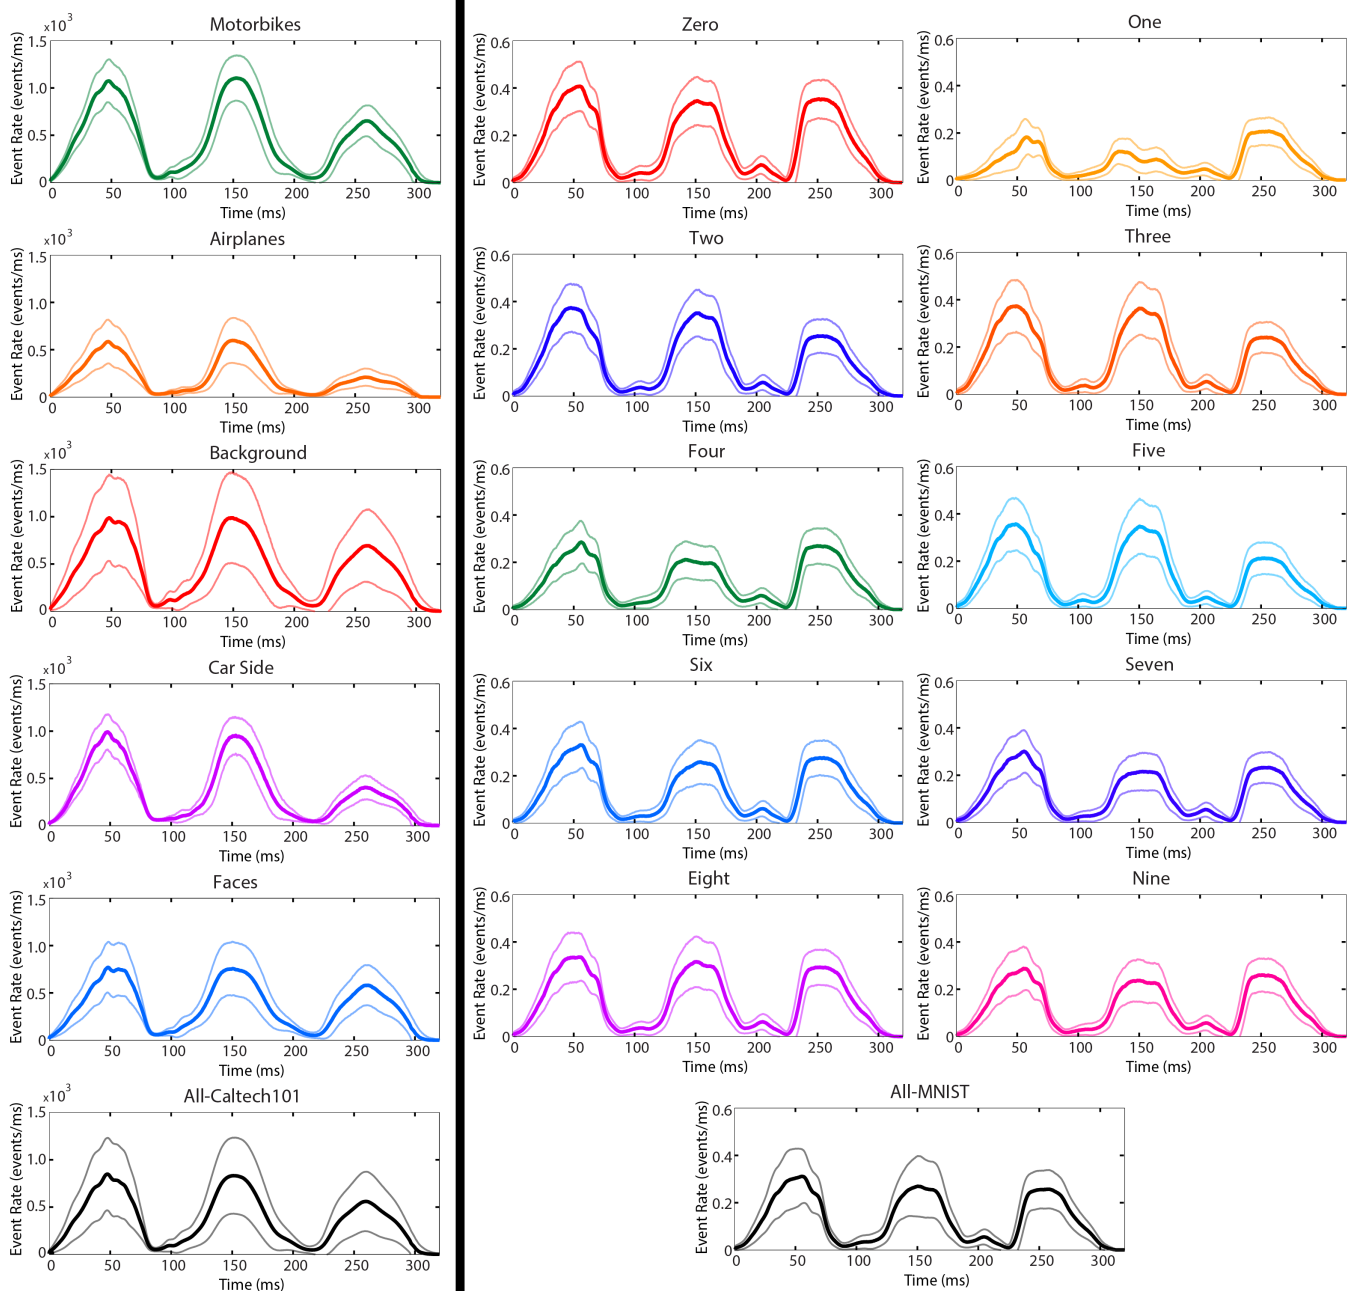 Motorbikes
x10³
Event Rate (events/ms)
1.5
1.0
0.5
0
0 50 100 150 200 250 300
Time (ms)
Airplanes
x10³
Event Rate (events/ms)
1.5
1.0
0.5
0
0 50 100 150 200 250 300
Time (ms)
Background
x10³
Event Rate (events/ms)
1.5
1.0
0.5
0
0 50 100 150 200 250 300
Time (ms)
Car Side
x10³
Event Rate (events/ms)
1.5
1.0
0.5
0
0 50 100 150 200 250 300
Time (ms)
Faces
x10³
Event Rate (events/ms)
1.5
1.0
0.5
0
0 50 100 150 200 250 300
Time (ms)
All-Caltech101
x10³
Event Rate (events/ms)
1.5
1.0
0.5
0
0 50 100 150 200 250 300
Time (ms)
Zero
Event Rate (events/ms)
0.6
0.4
0.2
0
0 50 100 150 200 250 300
Time (ms)
One
Event Rate (events/ms)
0.6
0.4
0.2
0
0 50 100 150 200 250 300
Time (ms)
Two
Event Rate (events/ms)
0.6
0.4
0.2
0
0 50 100 150 200 250 300
Time (ms)
Three
Event Rate (events/ms)
0.6
0.4
0.2
0
0 50 100 150 200 250 300
Time (ms)
Four
Event Rate (events/ms)
0.6
0.4
0.2
0
0 50 100 150 200 250 300
Time (ms)
Five
Event Rate (events/ms)
0.6
0.4
0.2
0
0 50 100 150 200 250 300
Time (ms)
Six
Event Rate (events/ms)
0.6
0.4
0.2
0
0 50 100 150 200 250 300
Time (ms)
Seven
Event Rate (events/ms)
0.6
0.4
0.2
0
0 50 100 150 200 250 300
Time (ms)
Eight
Event Rate (events/ms)
0.6
0.4
0.2
0
0 50 100 150 200 250 300
Time (ms)
Nine
Event Rate (events/ms)
0.6
0.4
0.2
0
0 50 100 150 200 250 300
Time (ms)
All-MNIST
Event Rate (events/ms)
0.6
0.4
0.2
0
0 50 100 150 200 250 300
Time (ms)